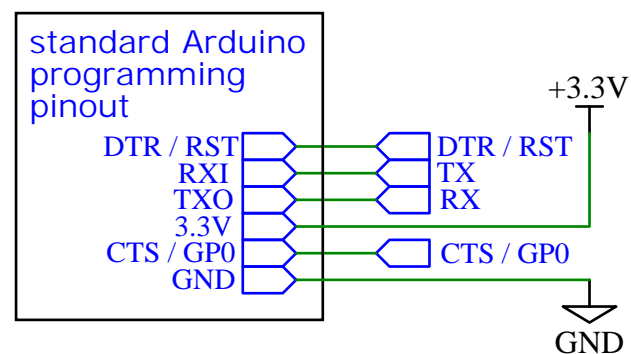 standard Arduino
programming
pinout
+3.3V
DTR / RST DTR / RST
RXI TX
TXO RX
3.3V
CTS / GP0 CTS / GP0
GND
GND